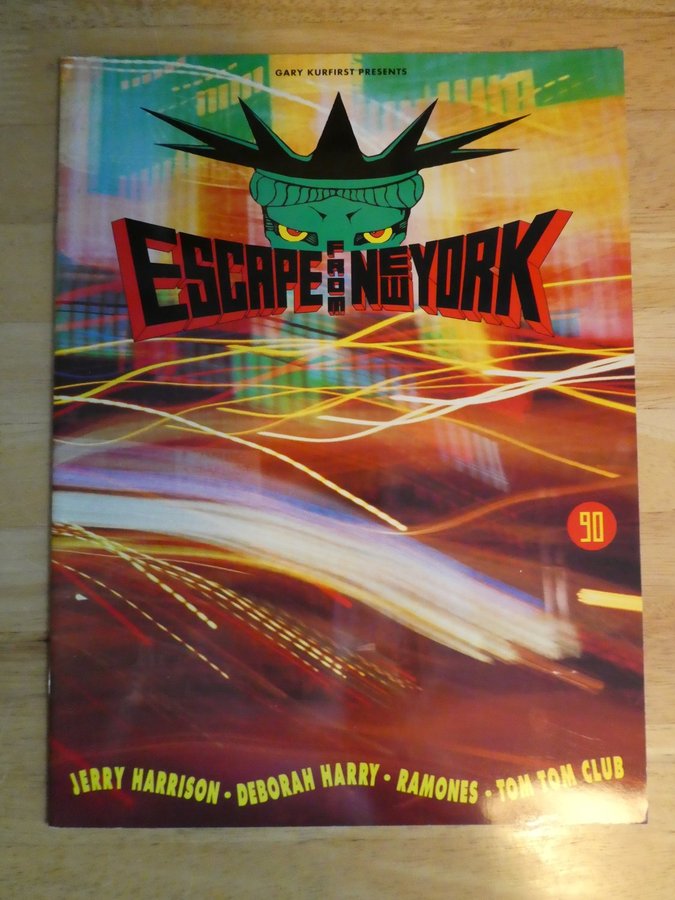 GARY KURFIRST PRESENTS
ESCAPE FROM NEW YORK
90
JERRY HARRISON • DEBORAH HARRY • RAMONES • TOM TOM CLUB